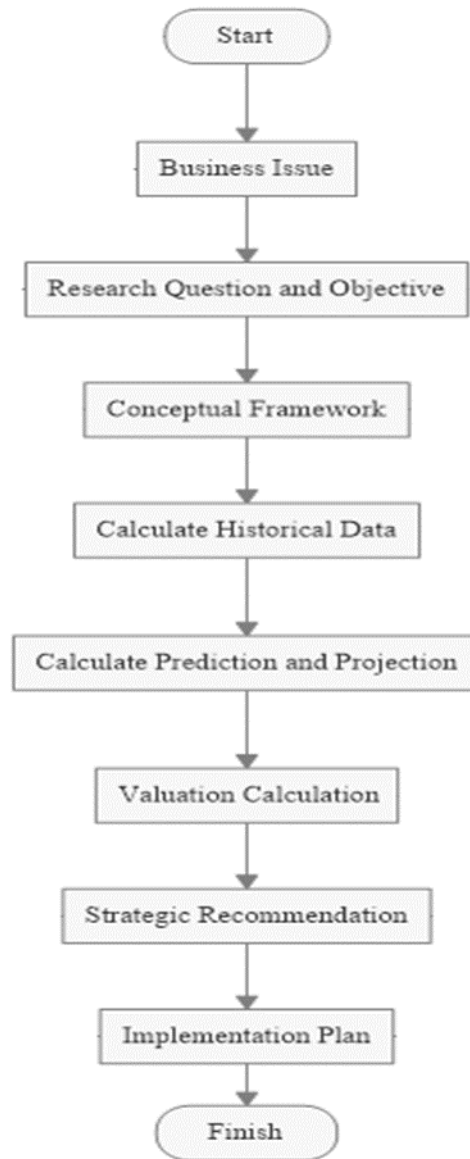 Start
Business Issue
Research Question and Objective
Conceptual Framework
Calculate Historical Data
Calculate Prediction and Projection
Valuation Calculation
Strategic Recommendation
Implementation Plan
Finish